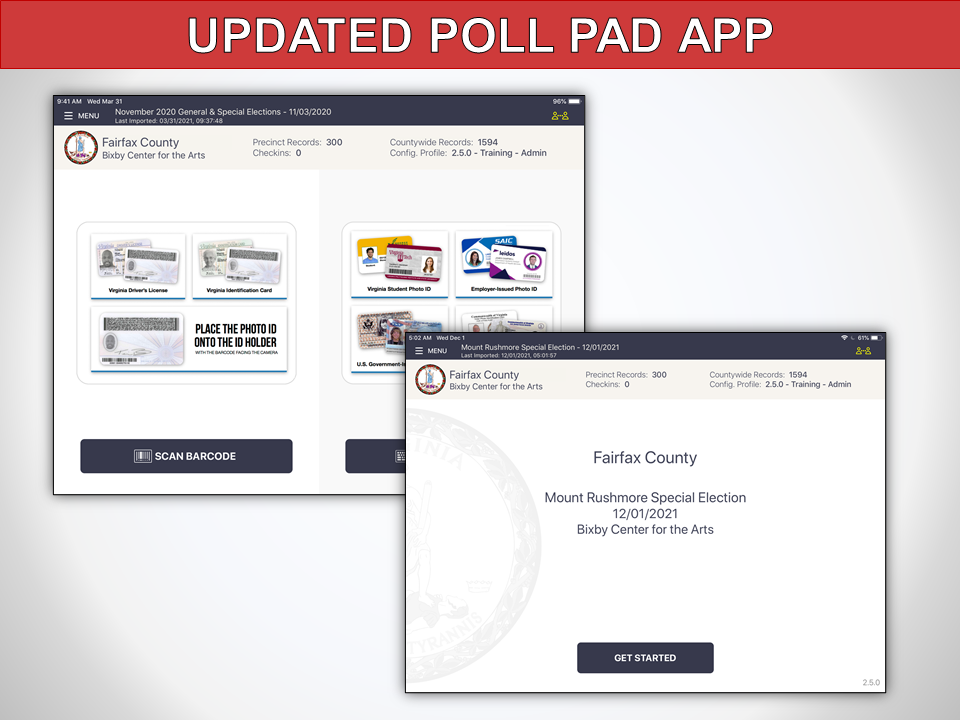 UPDATED POLL PAD APP
9:41 AM Wed Mar 31
96%
MENU
November 2020 General & Special Elections - 11/03/2020
Last Imported: 03/31/2021, 09:37:48
Fairfax County
Bixby Center for the Arts
Precinct Records: 300
Checkins: 0
Countywide Records: 1594
Config. Profile: 2.5.0 - Training - Admin
Virginia Driver's License
Virginia Identification Card
PLACE THE PHOTO ID
ONTO THE ID HOLDER
WITH THE BARCODE FACING THE CAMERA
SCAN BARCODE
SAIC
leidos
Virginia Student Photo ID
Employer-Issued Photo ID
U.S. Government-I
5:02 AM Wed Dec 1
61%
MENU
Mount Rushmore Special Election - 12/01/2021
Last Imported: 12/01/2021, 05:01:57
Fairfax County
Bixby Center for the Arts
Precinct Records: 300
Checkins: 0
Countywide Records: 1594
Config. Profile: 2.5.0 - Training - Admin
Fairfax County
Mount Rushmore Special Election
12/01/2021
Bixby Center for the Arts
GET STARTED
2.5.0